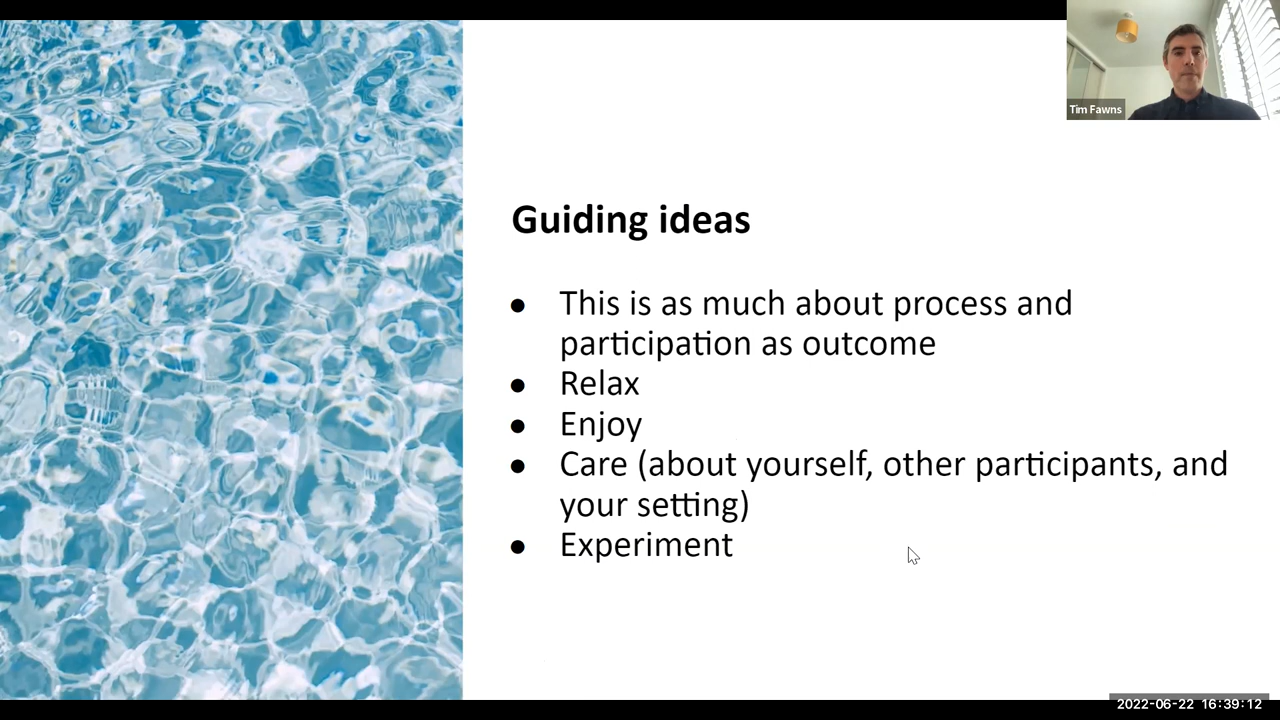 Tim Fawns
Guiding ideas
● This is as much about process and
participation as outcome
● Relax
● Enjoy
● Care (about yourself, other participants, and
your setting)
● Experiment
2022-06-22 16:39:12